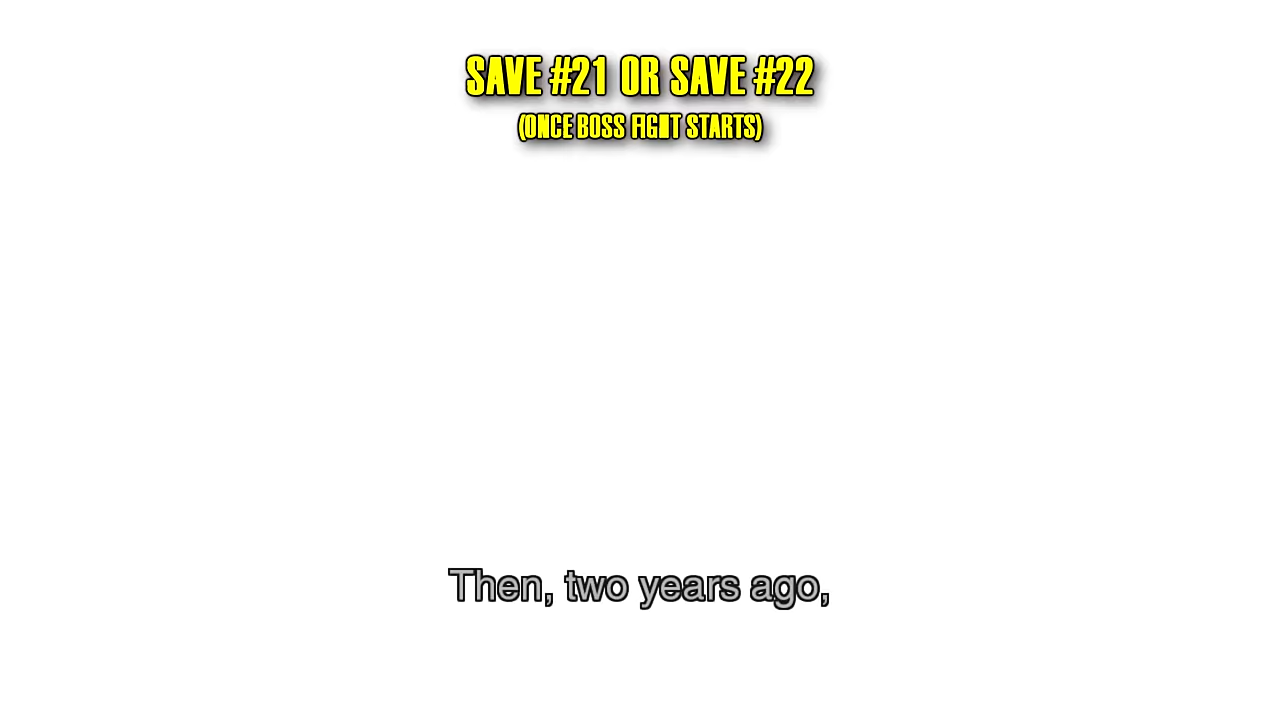 SAVE #21 OR SAVE #22
(ONCE BOSS FIGHT STARTS)
Then, two years ago,